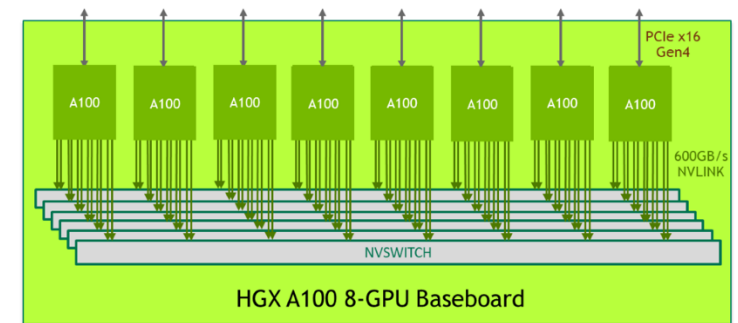 PCIe x16
Gen4
A100 A100 A100 A100 A100 A100 A100 A100
600GB/s
NVLINK
NVSWITCH
HGX A100 8-GPU Baseboard